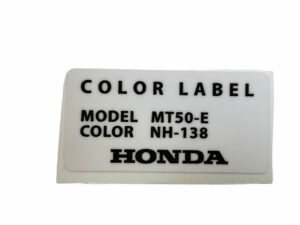 COLOR LABEL
MODEL MT50-E
COLOR NH-138
HONDA